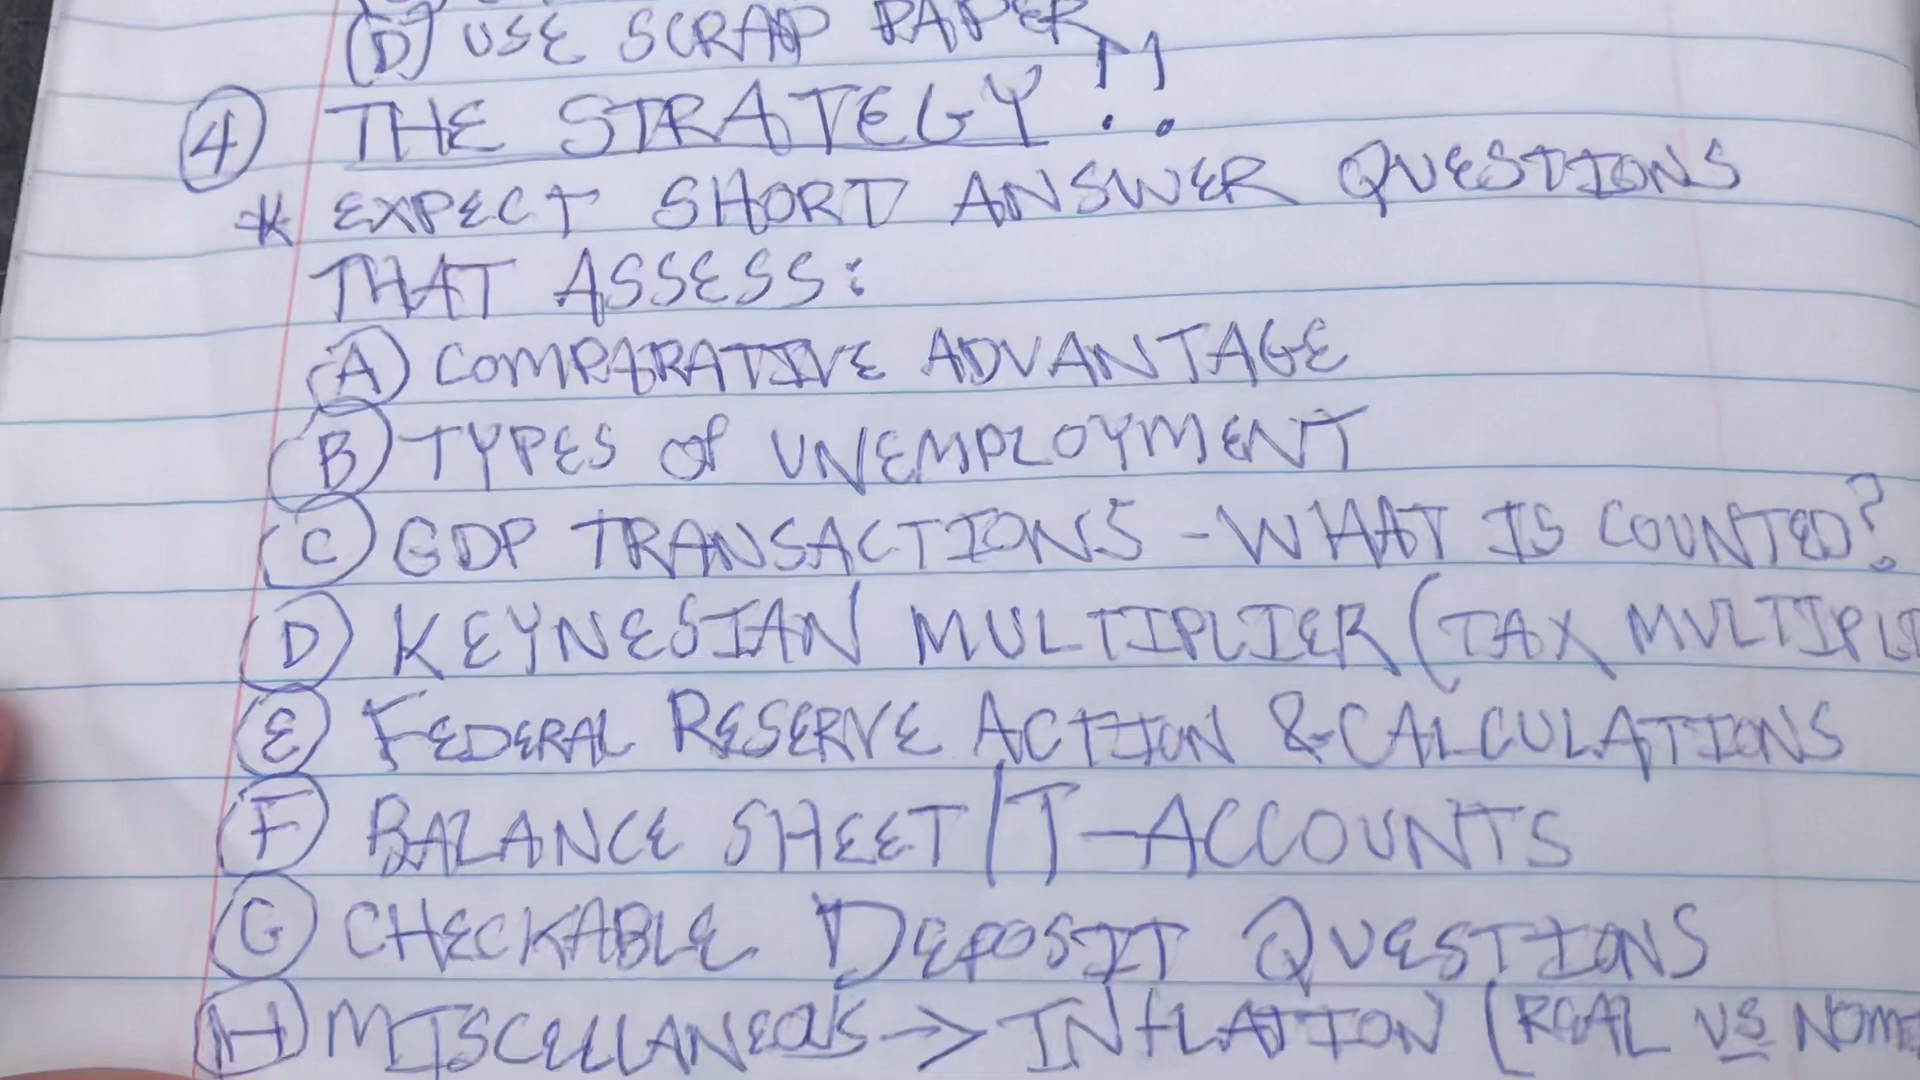 (D) USE SCRAP PAPER
(4) THE STRATEGY!!
* EXPECT SHORT ANSWER QUESTIONS
THAT ASSESS:
(A) COMPARATIVE ADVANTAGE
(B) TYPES of UNEMPLOYMENT
(C) GDP TRANSACTIONS - WHAT IS COUNTED?
(D) KEYNESIAN MULTIPLIER (TAX MULTIPLI
(E) FEDERAL RESERVE ACTION & CALCULATIONS
(F) BALANCE SHEET/T-ACCOUNTS
(G) CHECKABLE DEPOSIT QUESTIONS
(H) MISCELLANEOUS -> INFLATION (REAL VS NOM